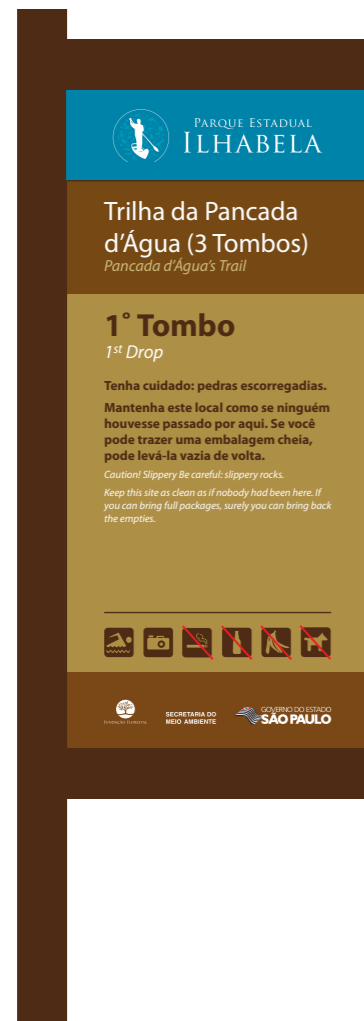 Parque Estadual
Ilhabela
Trilha da Pancada
d'Água (3 Tombos)
Pancada d'Água's Trail
1° Tombo
1st Drop
Tenha cuidado: pedras escorregadias.
Mantenha este local como se ninguém
houvesse passado por aqui. Se você
pode trazer uma embalagem cheia,
pode levá-la vazia de volta.
Caution! Slippery Be careful: slippery rocks.
Keep this site as clean as if nobody had been here. If
you can bring full packages, surely you can bring back
the empties.
Fundação Florestal
SECRETARIA DO
MEIO AMBIENTE
GOVERNO DO ESTADO
SÃO PAULO